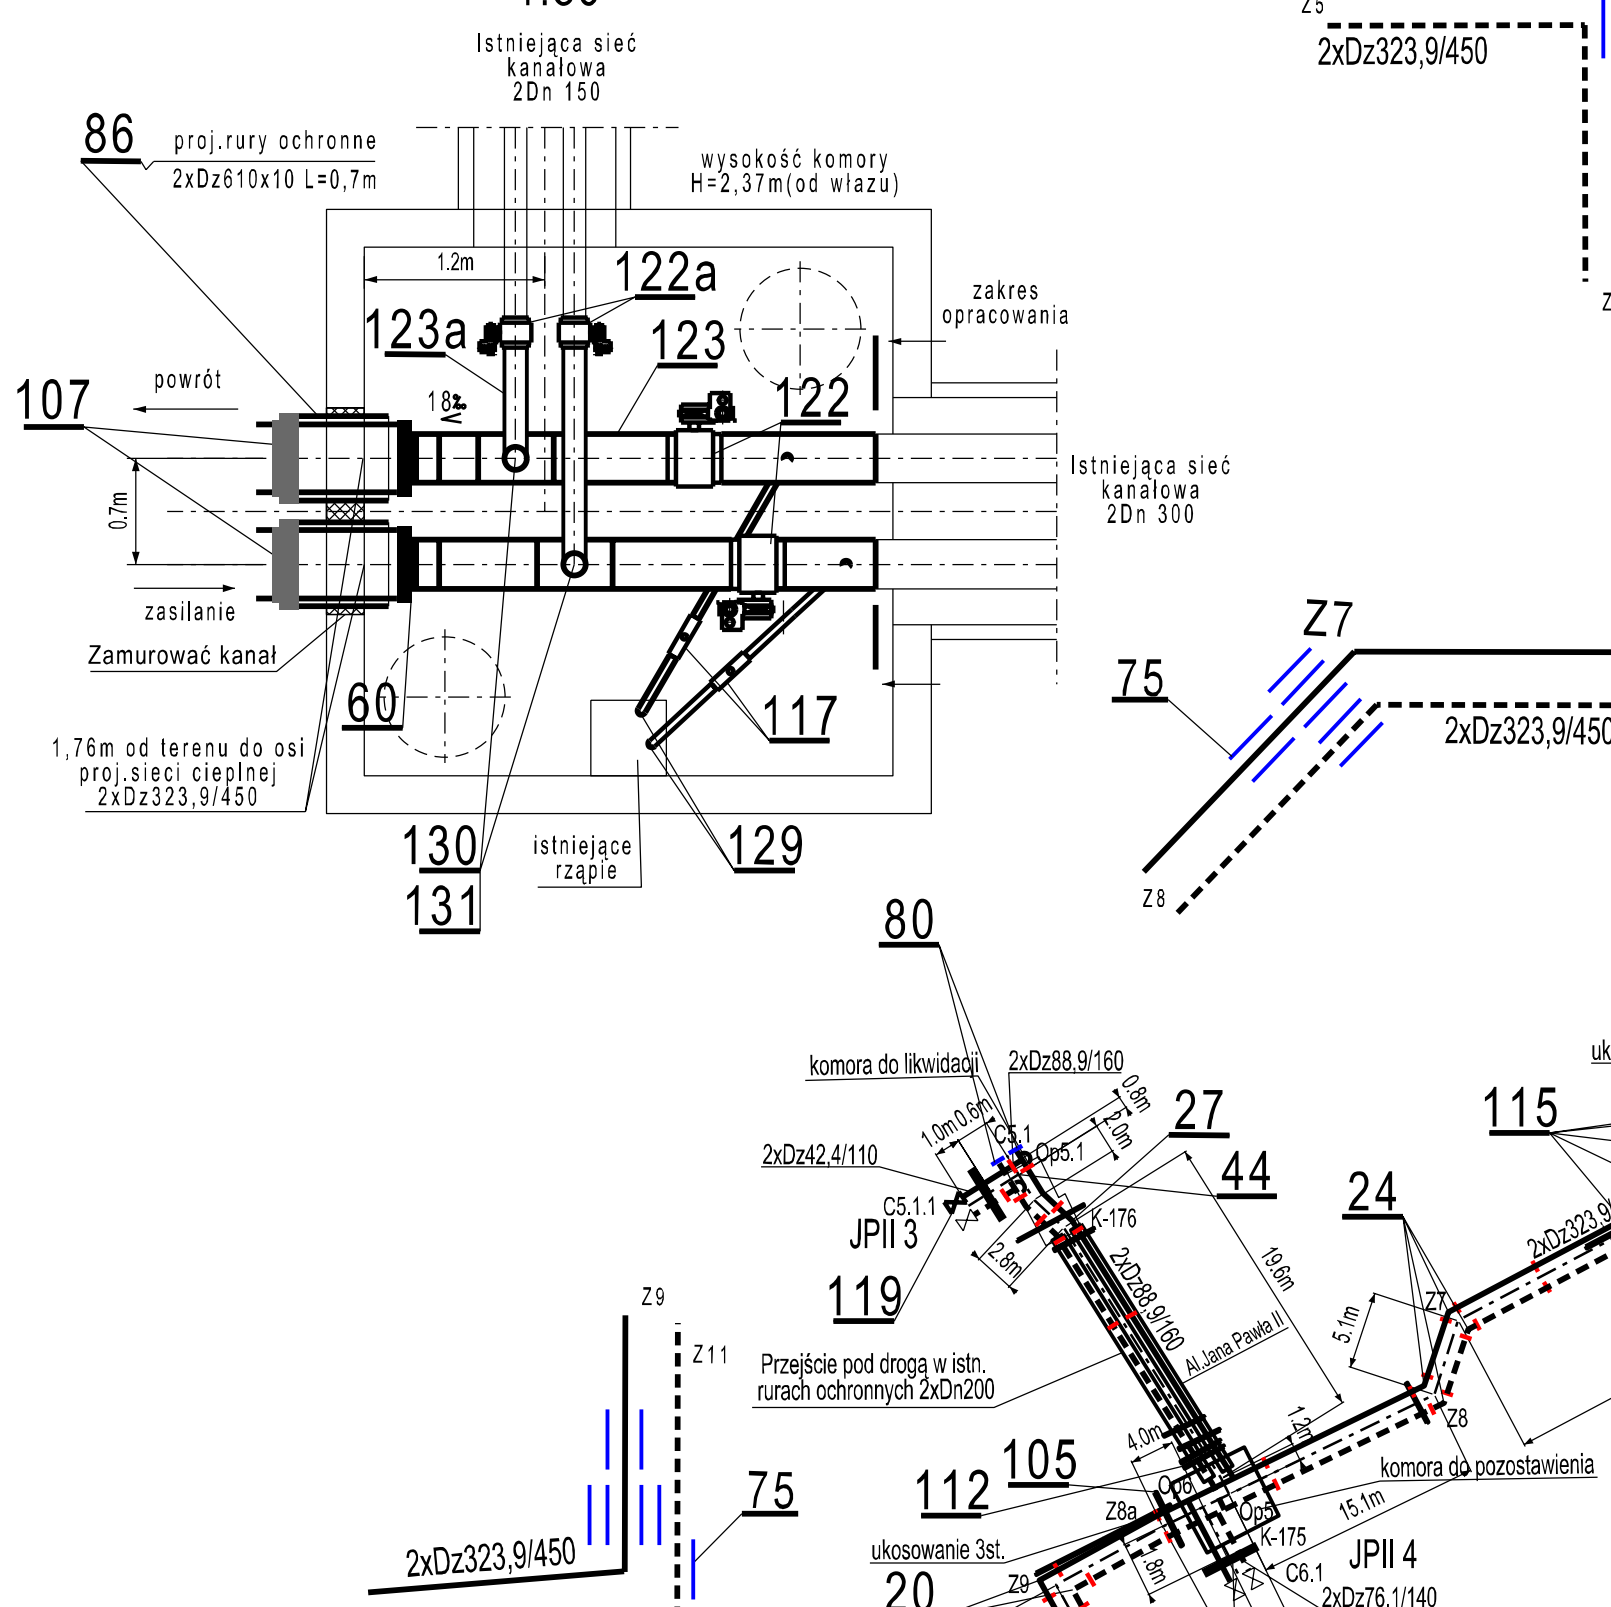 Istniejąca sieć
kanałowa
2Dn 150
86
proj.rury ochronne
2xDz610x10 L=0,7m
wysokość komory
H=2,37m(od włazu)
1.2m
122a
123a
123
zakres
opracowania
powrót
107
18‰
122
Istniejąca sieć
kanałowa
2Dn 300
0.7m
zasilanie
Zamurować kanał
60
117
1,76m od terenu do osi
proj.sieci cieplnej
2xDz323,9/450
130
131
istniejące
rząpie
129
Z5
2xDz323,9/450
Z7
75
2xDz323,9/450
Z8
80
komora do likwidacji
2xDz88,9/160
0.8m
1.0m
0.6m
2.0m
C5.1
Op5.1
27
2xDz42,4/110
44
C5.1.1
JPII 3
K-176
2.8m
119
2xDz88,9/160
19.6m
Al.Jana Pawła II
Przejście pod drogą w istn.
rurach ochronnych 2xDn200
115
24
2xDz323,9/
Z7
5.1m
Z8
1.2m
4.0m
105
112
komora do pozostawienia
Op6
Z8a
Op5
15.1m
K-175
ukosowanie 3st.
JPII 4
20
Z9
C6.1
2xDz76,1/140
Z9
Z11
75
2xDz323,9/450